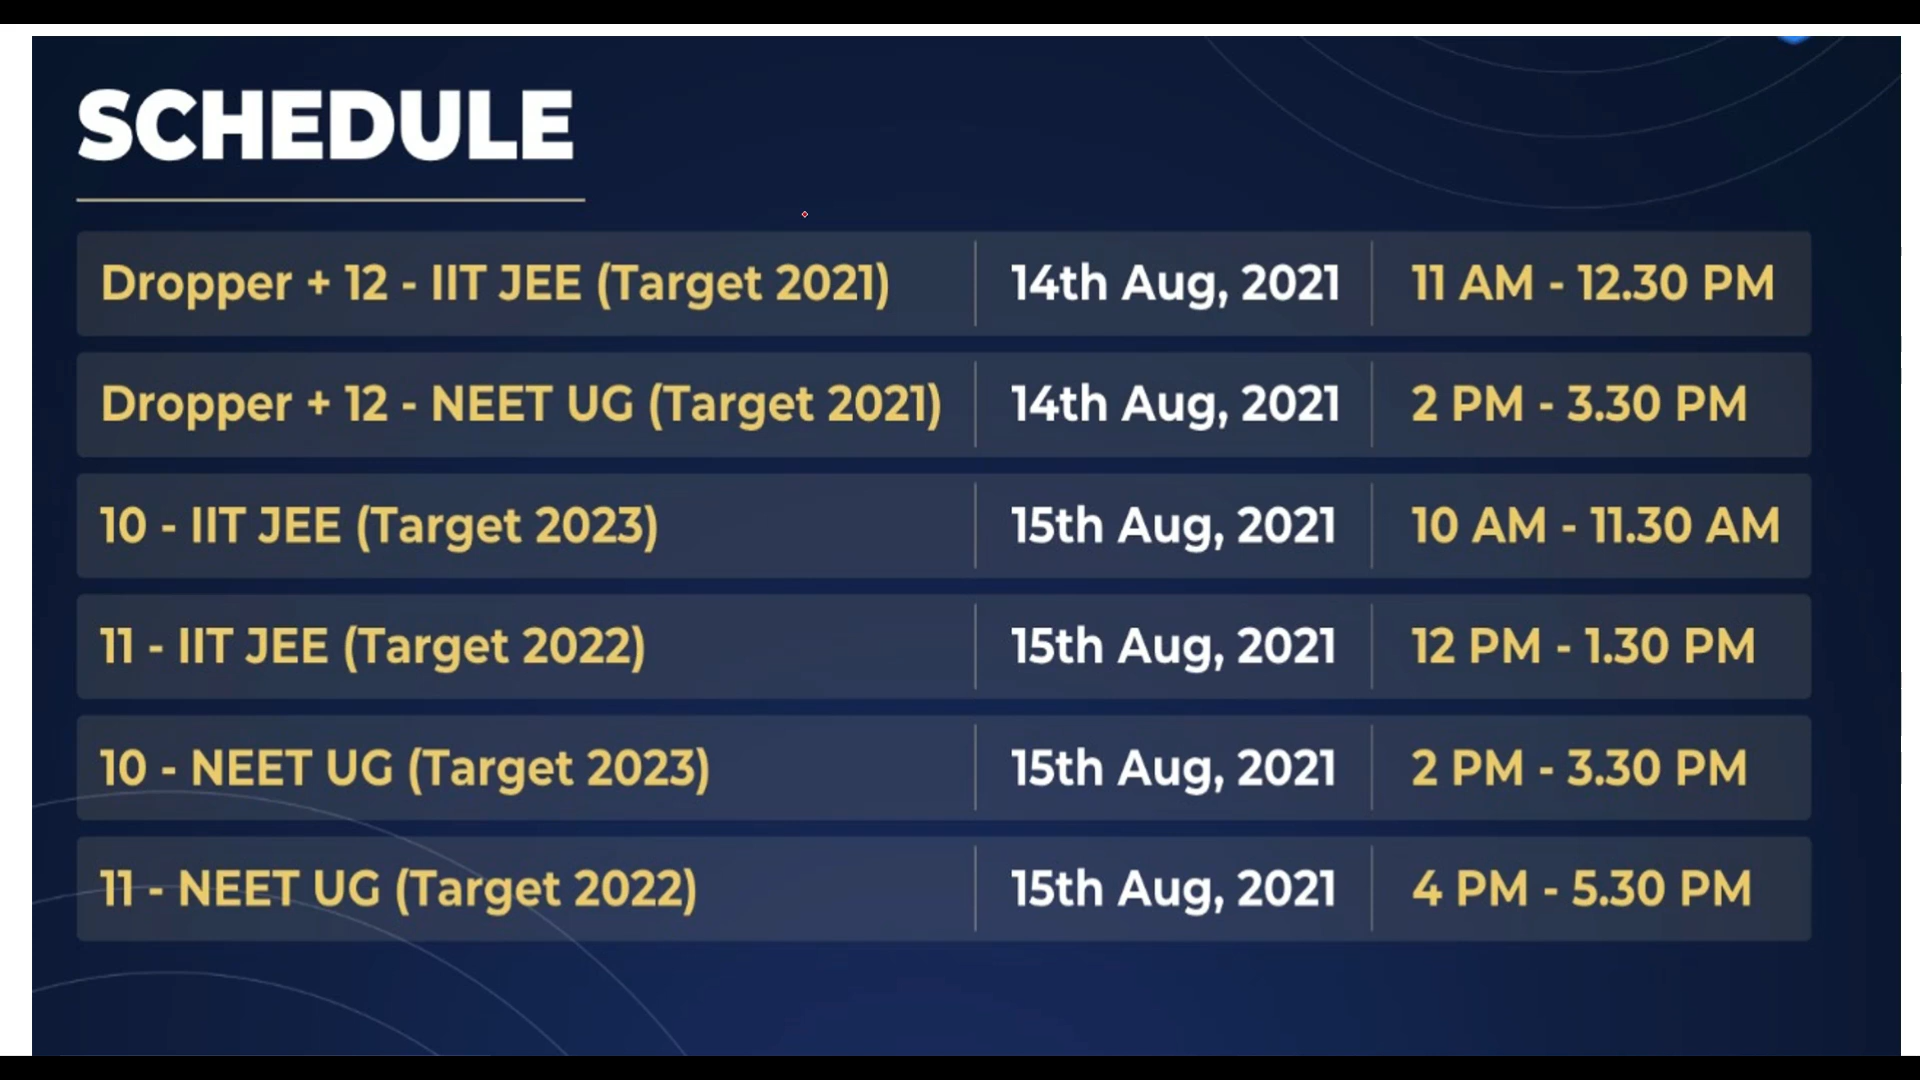 SCHEDULE
Dropper + 12 - IIT JEE (Target 2021) 14th Aug, 2021 11 AM - 12.30 PM
Dropper + 12 - NEET UG (Target 2021) 14th Aug, 2021 2 PM - 3.30 PM
10 - IIT JEE (Target 2023) 15th Aug, 2021 10 AM - 11.30 AM
11 - IIT JEE (Target 2022) 15th Aug, 2021 12 PM - 1.30 PM
10 - NEET UG (Target 2023) 15th Aug, 2021 2 PM - 3.30 PM
11 - NEET UG (Target 2022) 15th Aug, 2021 4 PM - 5.30 PM